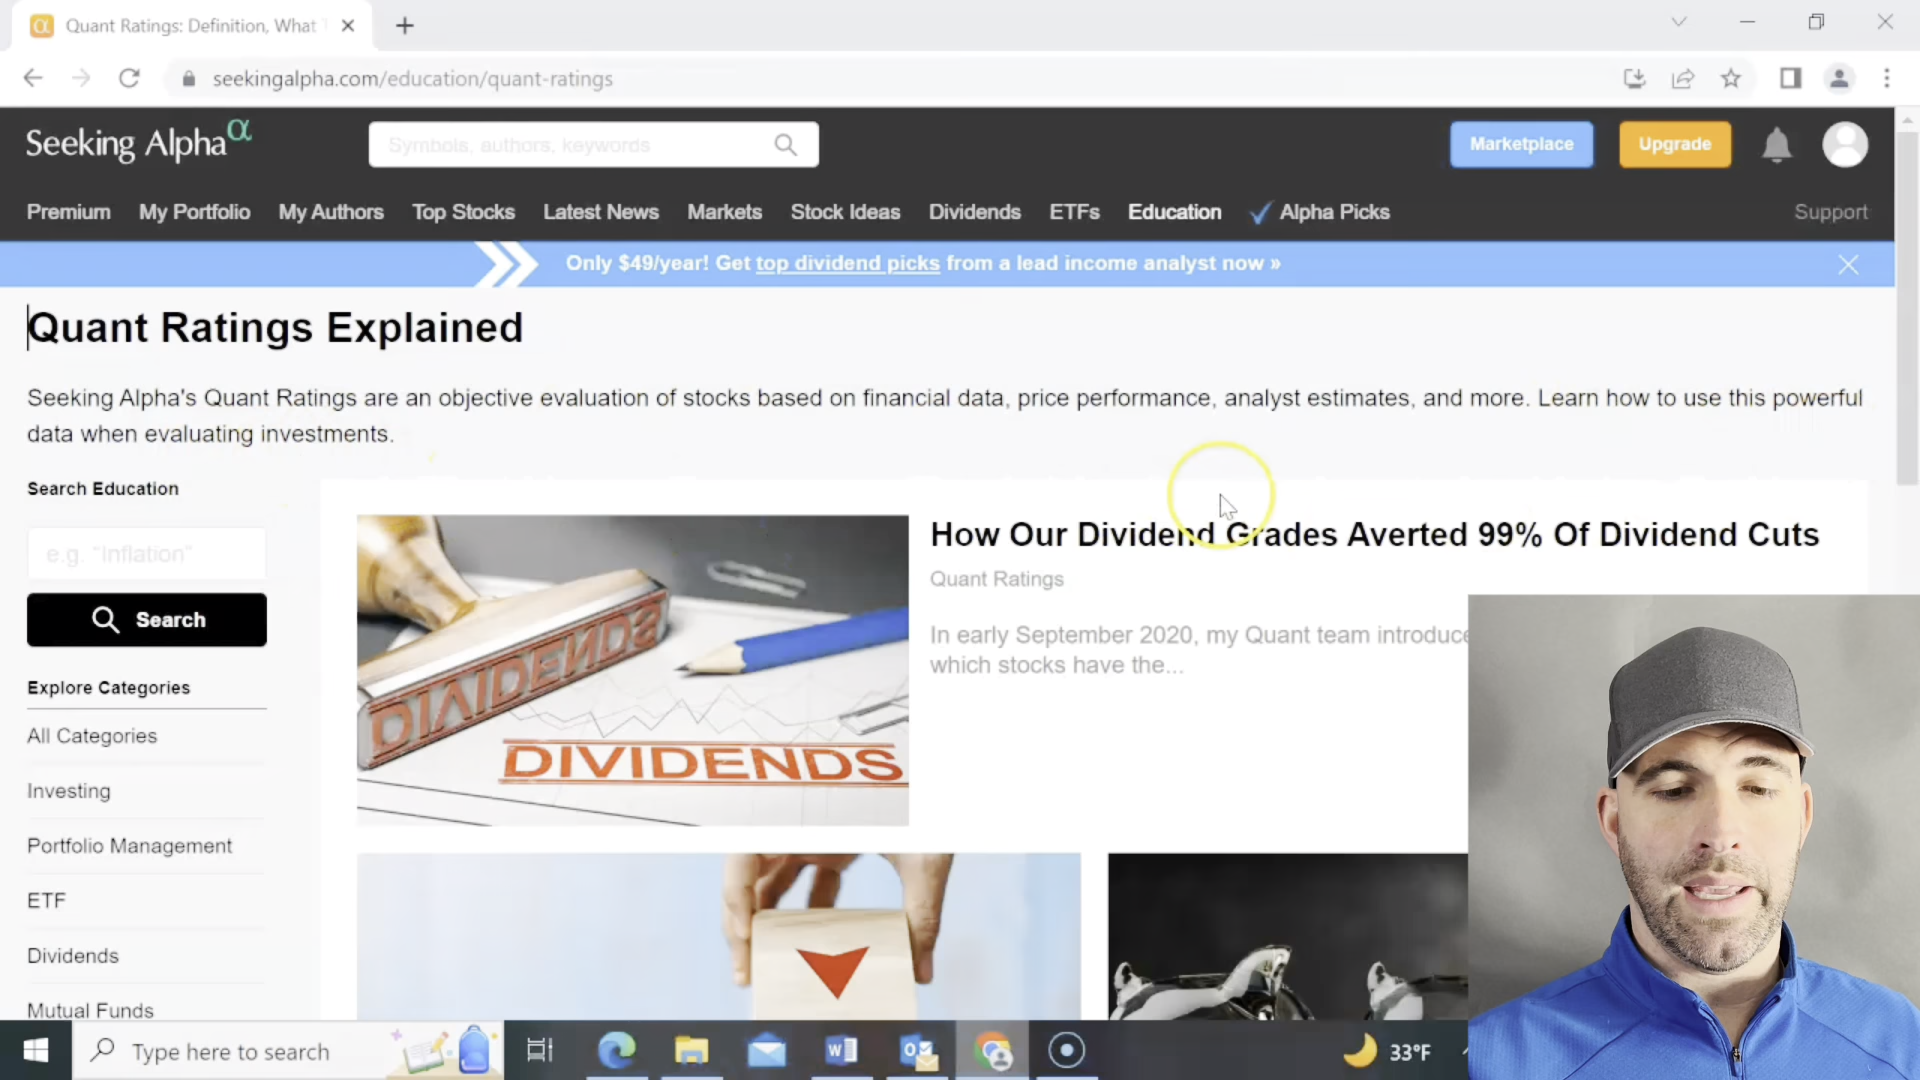 Quant Ratings: Definition, What T
seekingalpha.com/education/quant-ratings
Seeking Alpha α
Symbols, authors, keywords
Marketplace
Upgrade
Premium
My Portfolio
My Authors
Top Stocks
Latest News
Markets
Stock Ideas
Dividends
ETFs
Education
Alpha Picks
Support
Only $49/year! Get top dividend picks from a lead income analyst now »
Quant Ratings Explained
Seeking Alpha's Quant Ratings are an objective evaluation of stocks based on financial data, price performance, analyst estimates, and more. Learn how to use this powerful
data when evaluating investments.
Search Education
e.g. “Inflation”
Search
Explore Categories
All Categories
Investing
Portfolio Management
ETF
Dividends
Mutual Funds
DIVIDENDS
DIVIDENDS
How Our Dividend Grades Averted 99% Of Dividend Cuts
Quant Ratings
In early September 2020, my Quant team introduce
which stocks have the...
Type here to search
33°F